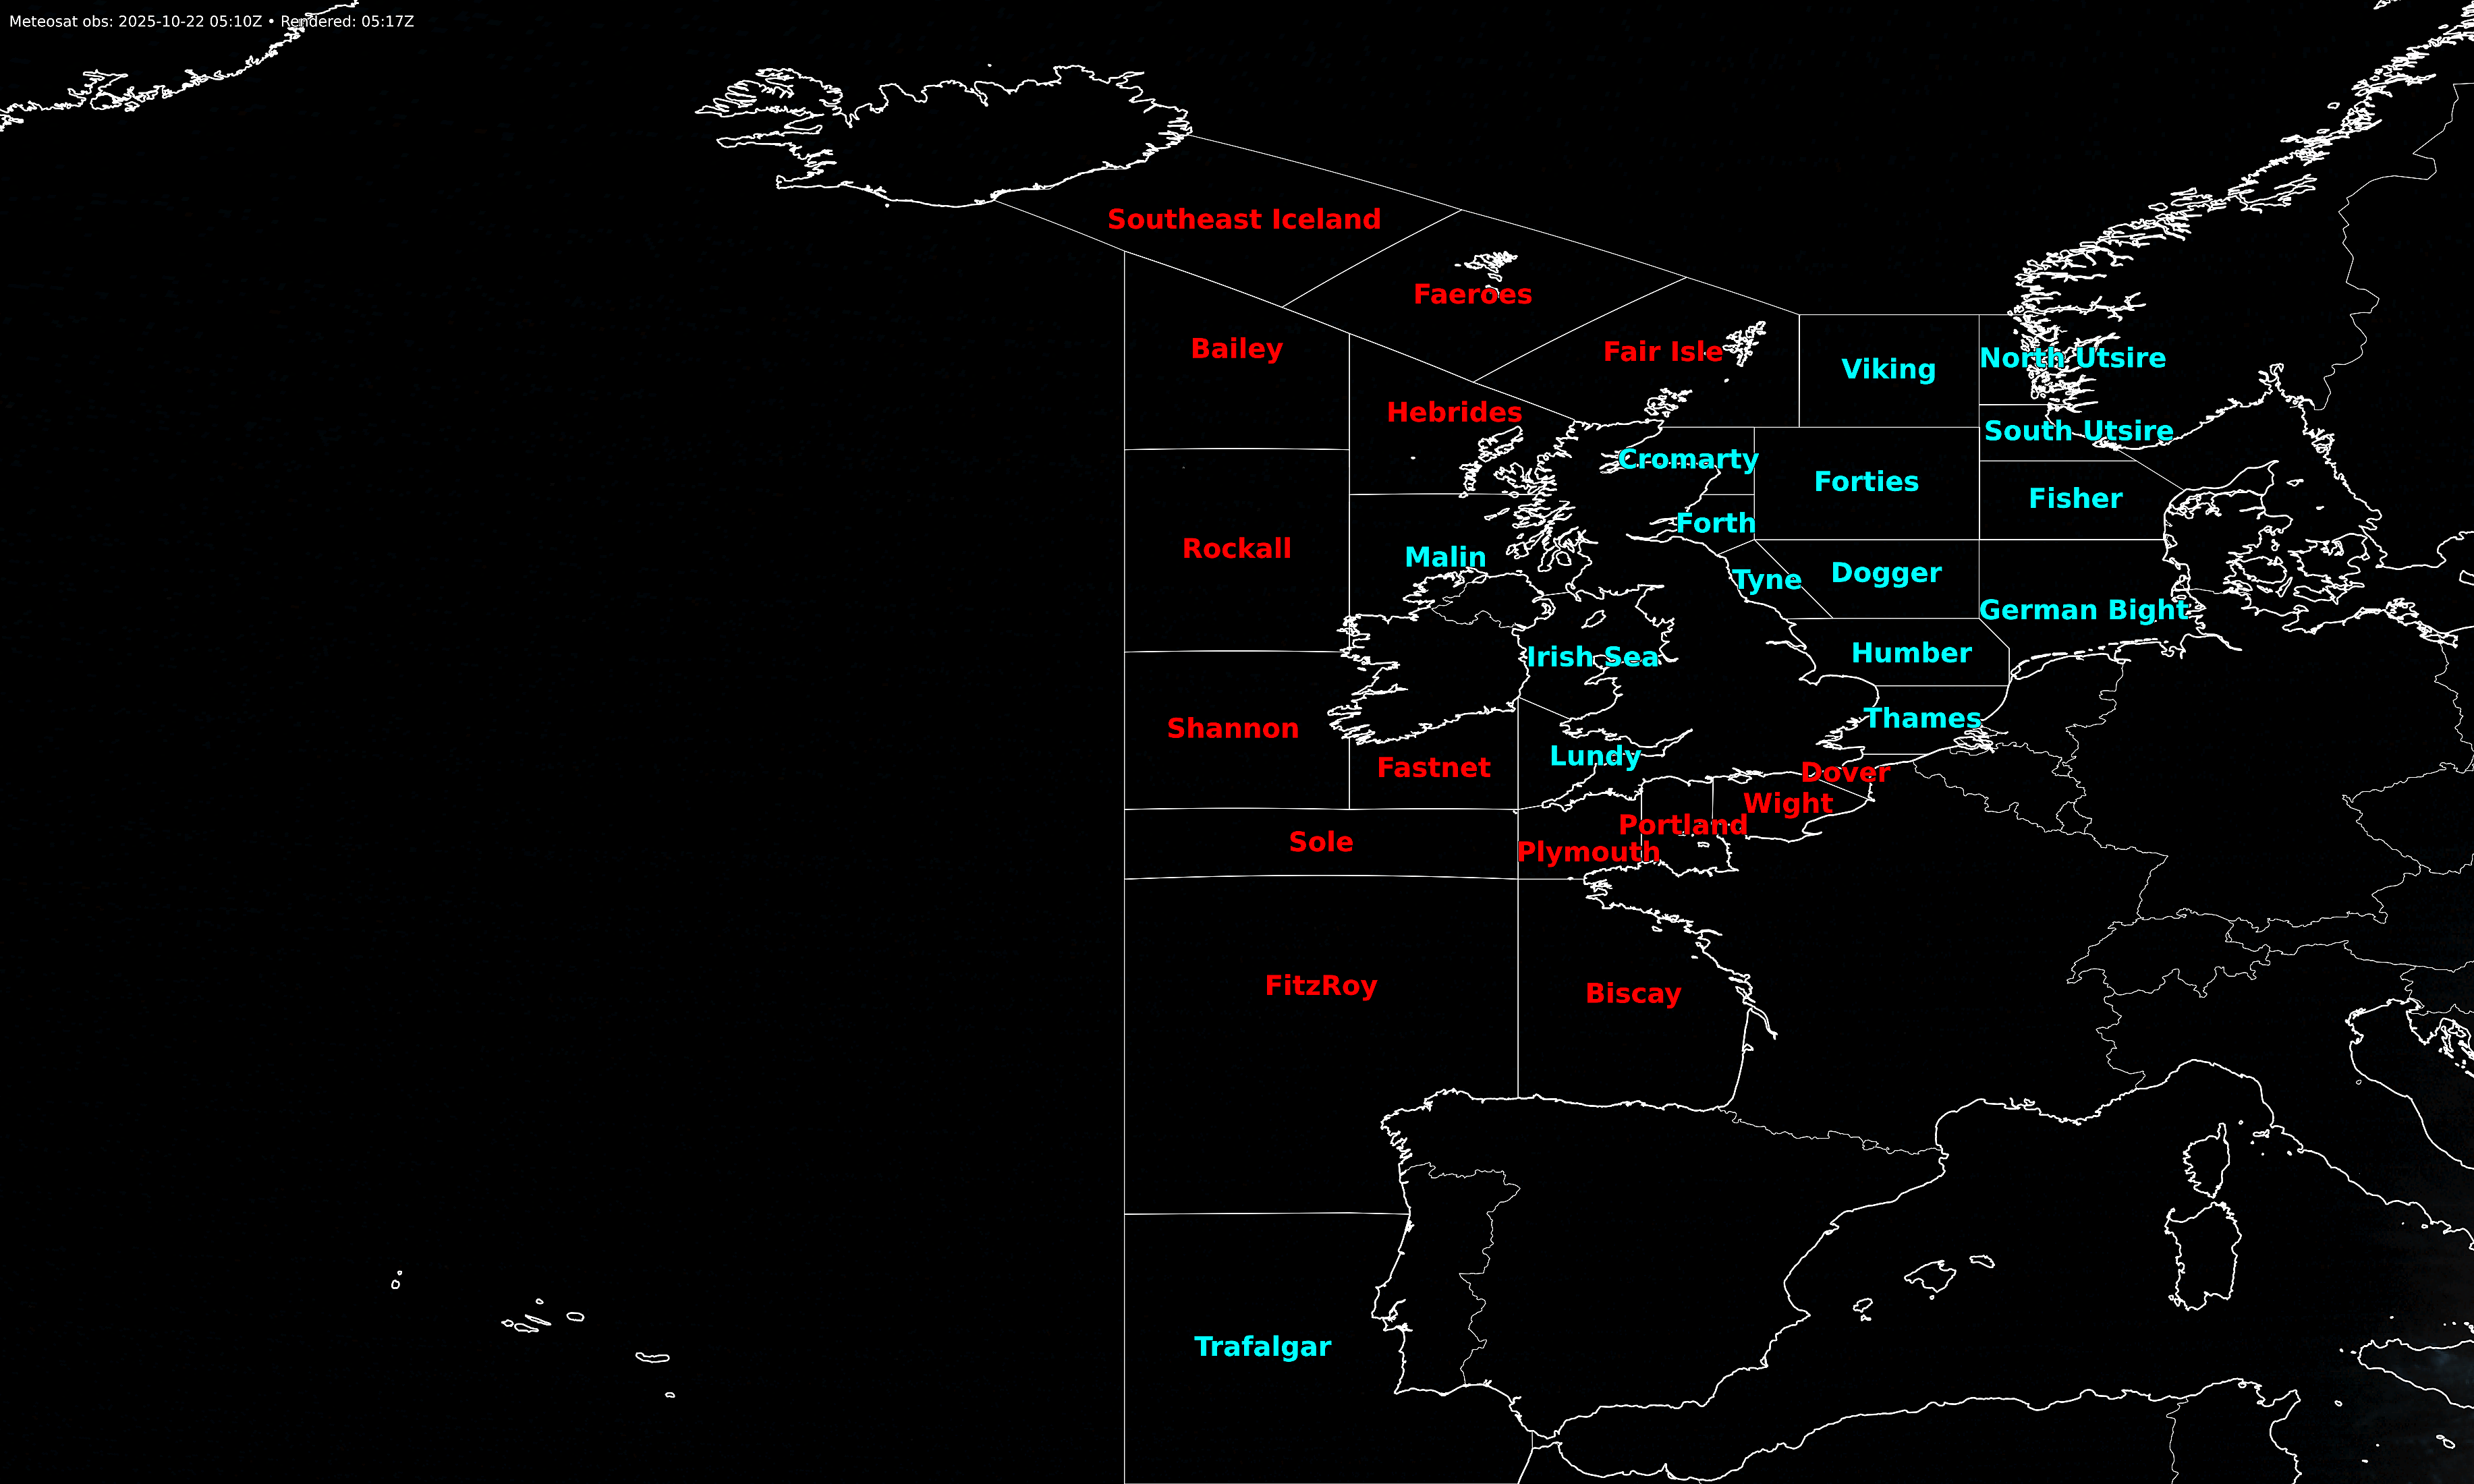 Meteosat obs: 2025-10-22 05:10Z • Rendered: 05:17Z
Southeast Iceland
Faeroes
Bailey
Fair Isle
Viking
North Utsire
Hebrides
South Utsire
Cromarty
Forties
Fisher
Forth
Rockall
Malin
Tyne
Dogger
German Bight
Irish Sea
Humber
Shannon
Thames
Fastnet
Lundy
Dover
Wight
Portland
Sole
Plymouth
FitzRoy
Biscay
Trafalgar